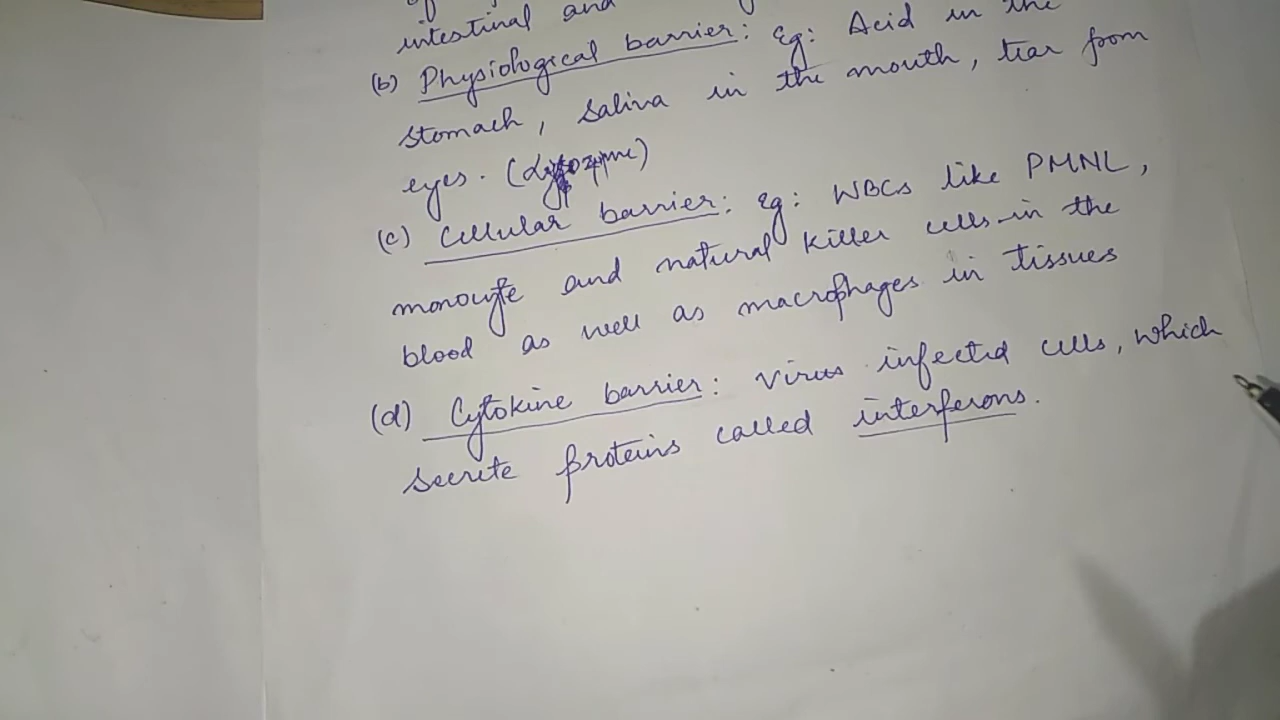 intestinal and
(b) Physiological barrier: Eg: Acid in the
stomach, saliva in the mouth, tear from
eyes.
(c) Cellular barrier: Eg: WBCs like PMNL,
monocyte and natural killer cells in the
blood as well as macrophages in tissues
(d) Cytokine barrier: Virus infected cells, which
secrete proteins called interferons.